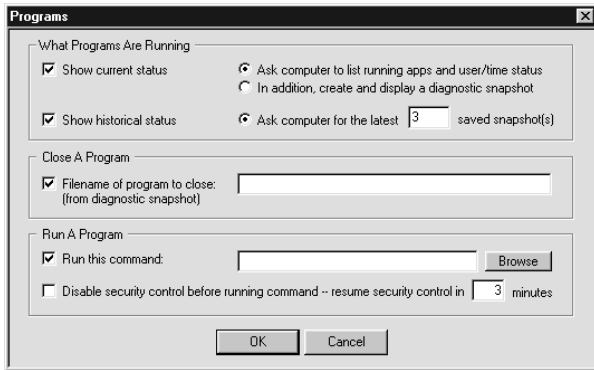 Programs
What Programs Are Running
Show current status
Ask computer to list running apps and user/time status
In addition, create and display a diagnostic snapshot
Show historical status
Ask computer for the latest 3 saved snapshot(s)
Close A Program
Filename of program to close:
(from diagnostic snapshot)
Run A Program
Run this command:
Browse
Disable security control before running command -- resume security control in 3 minutes
OK
Cancel